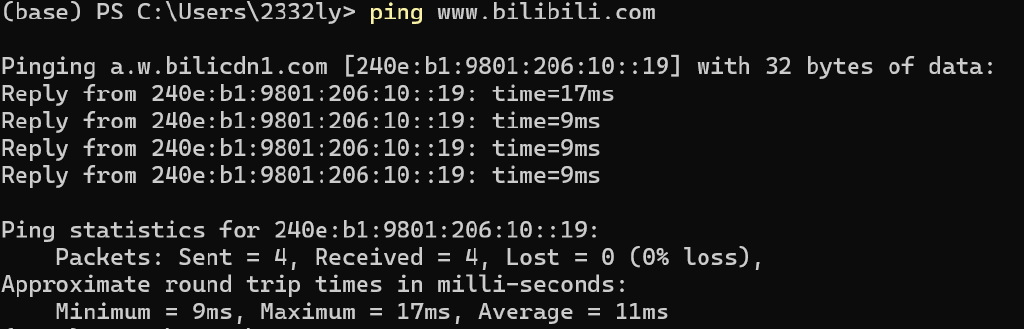 (base) PS C:\Users\2332ly> ping www.bilibili.com
Pinging a.w.bilicdn1.com [240e:b1:9801:206:10::19] with 32 bytes of data:
Reply from 240e:b1:9801:206:10::19: time=17ms
Reply from 240e:b1:9801:206:10::19: time=9ms
Reply from 240e:b1:9801:206:10::19: time=9ms
Reply from 240e:b1:9801:206:10::19: time=9ms
Ping statistics for 240e:b1:9801:206:10::19:
    Packets: Sent = 4, Received = 4, Lost = 0 (0% loss),
Approximate round trip times in milli-seconds:
    Minimum = 9ms, Maximum = 17ms, Average = 11ms